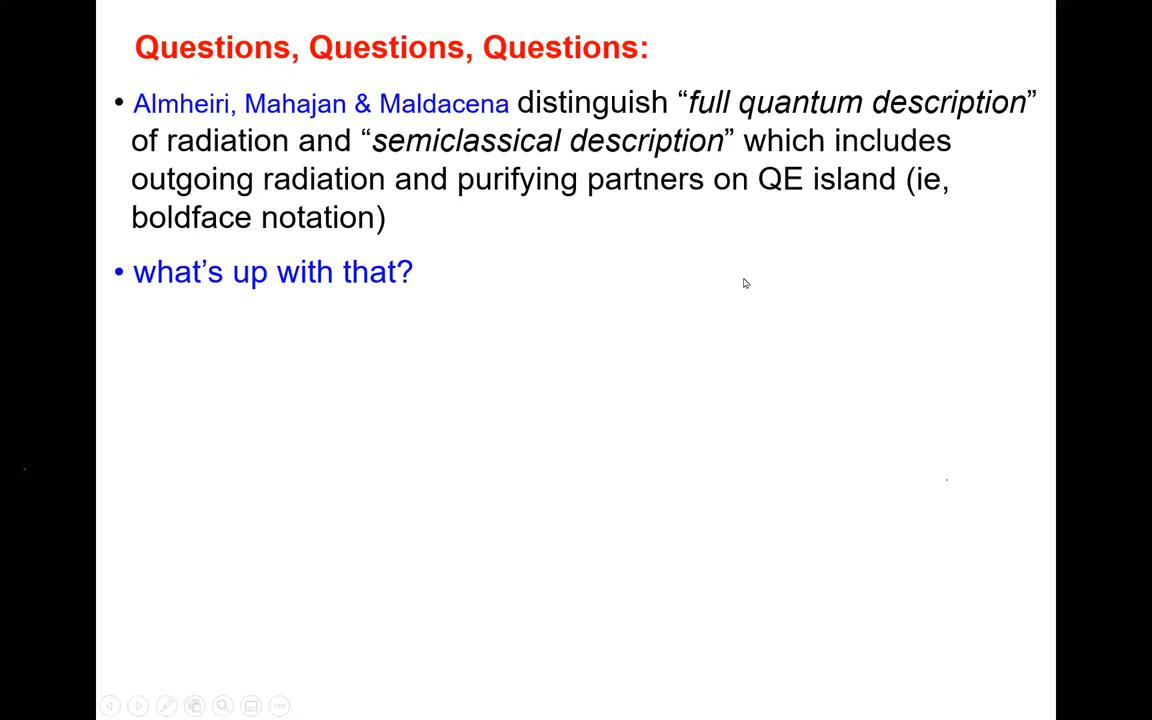 Questions, Questions, Questions:
• Almheiri, Mahajan & Maldacena distinguish “full quantum description”
of radiation and “semiclassical description” which includes
outgoing radiation and purifying partners on QE island (ie,
boldface notation)
• what’s up with that?